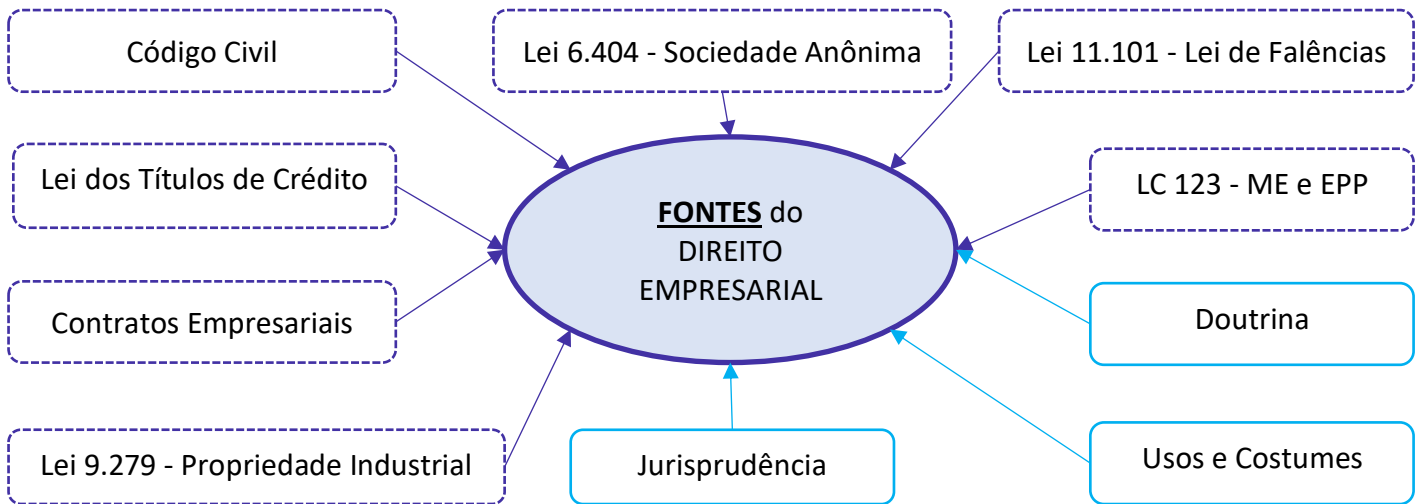 Código Civil
Lei 6.404 - Sociedade Anônima
Lei 11.101 - Lei de Falências
Lei dos Títulos de Crédito
LC 123 - ME e EPP
FONTES do
DIREITO
EMPRESARIAL
Contratos Empresariais
Doutrina
Lei 9.279 - Propriedade Industrial
Jurisprudência
Usos e Costumes